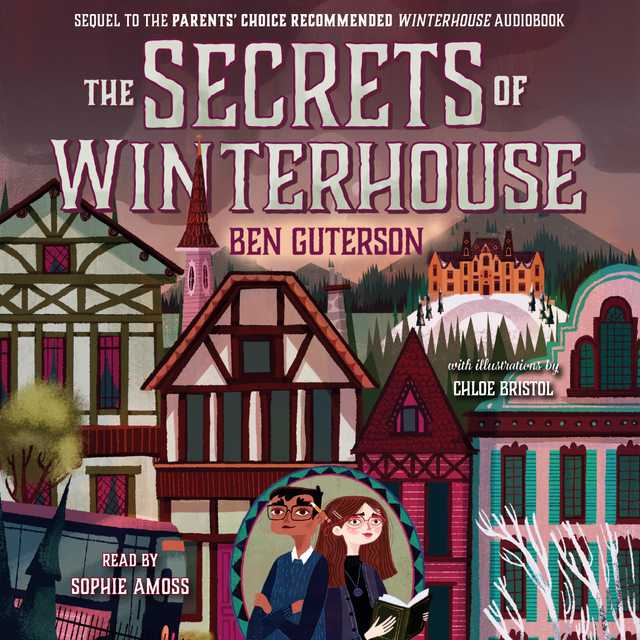 SEQUEL TO THE PARENTS' CHOICE RECOMMENDED WINTERHOUSE AUDIOBOOK
THE SECRETS OF
WINTERHOUSE
BEN GUTERSON
with illustrations by
CHLOE BRISTOL
READ BY
SOPHIE AMOSS